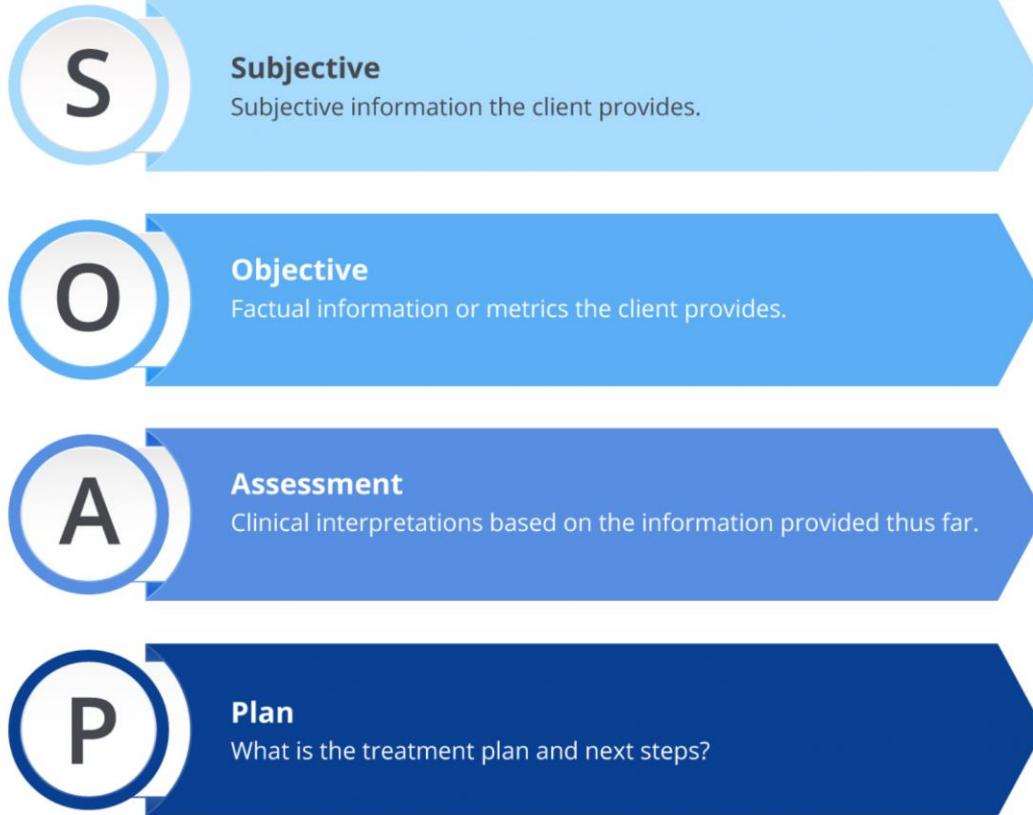 S
Subjective
Subjective information the client provides.
O
Objective
Factual information or metrics the client provides.
A
Assessment
Clinical interpretations based on the information provided thus far.
P
Plan
What is the treatment plan and next steps?